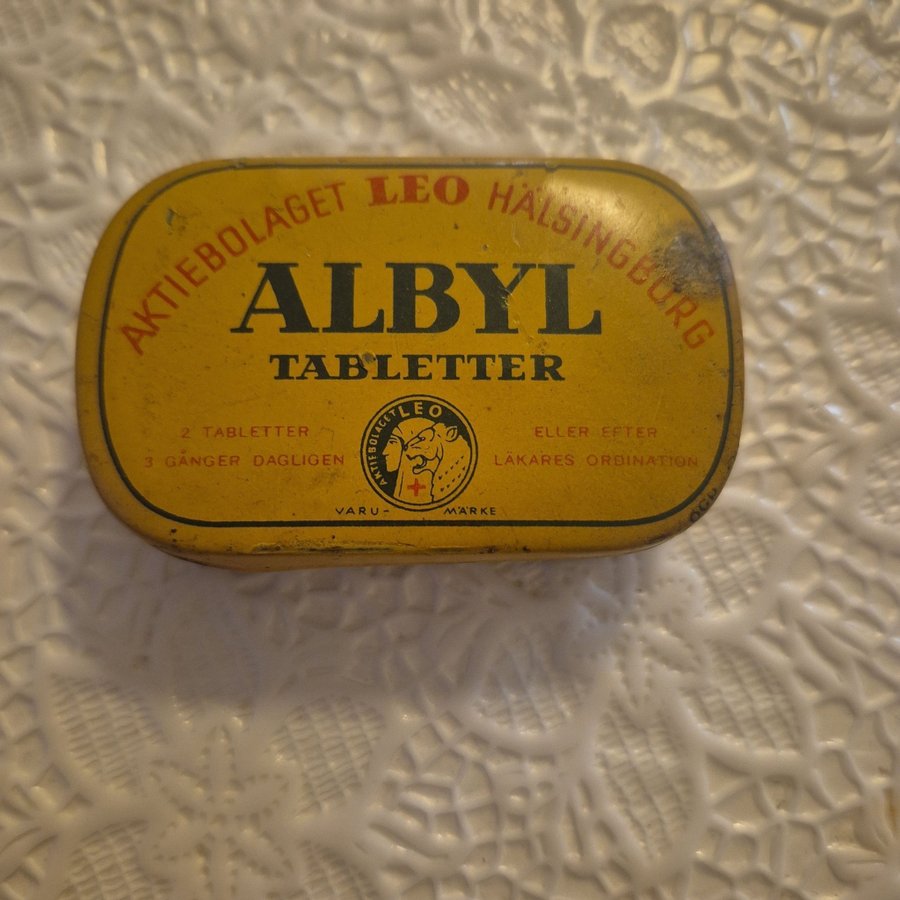 AKTIEBOLAGET LEO HÄLSINGBORG
ALBYL
TABLETTER
2 TABLETTER
3 GÅNGER DAGLIGEN
AKTIEBOLAGET LEO
ELLER EFTER
LÄKARES ORDINATION
VARU- MÄRKE